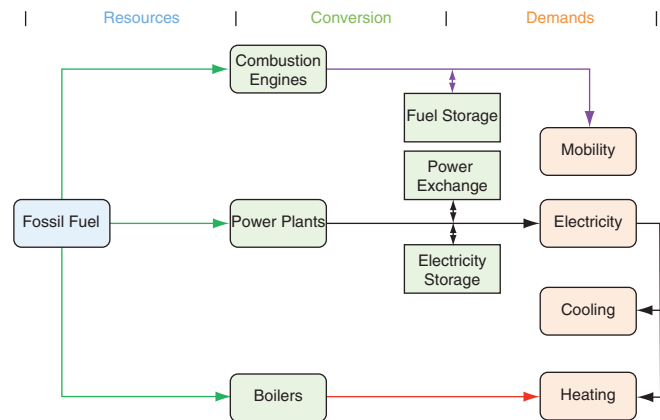 | Resources | Conversion | Demands |
Combustion
Engines
Fuel Storage
Mobility
Power
Exchange
Fossil Fuel
Power Plants
Electricity
Electricity
Storage
Cooling
Boilers
Heating